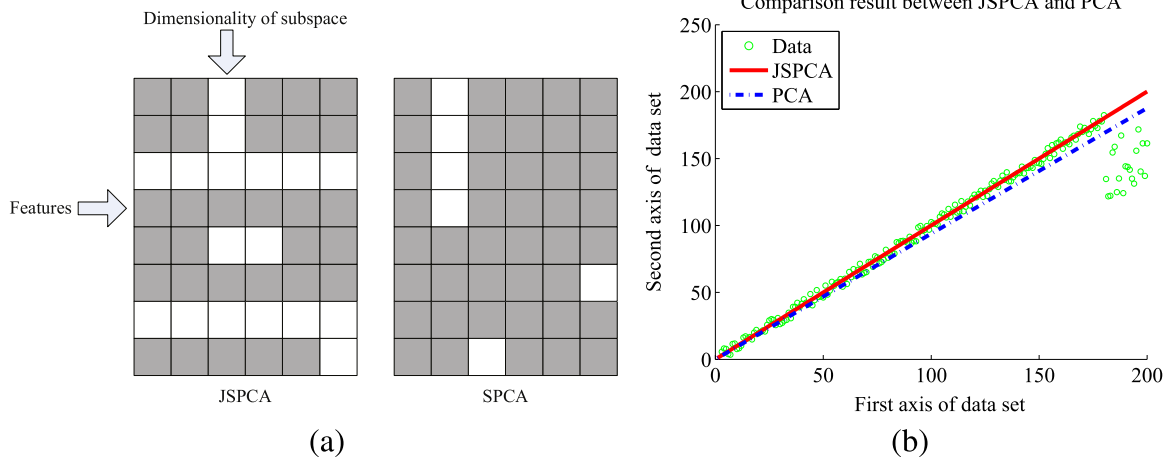 Dimensionality of subspace
Features
JSPCA
SPCA
(a)
Comparison result between JSPCA and PCA
250
200
150
100
50
0
0
50
100
150
200
Second axis of data set
First axis of data set
Data
JSPCA
PCA
(b)